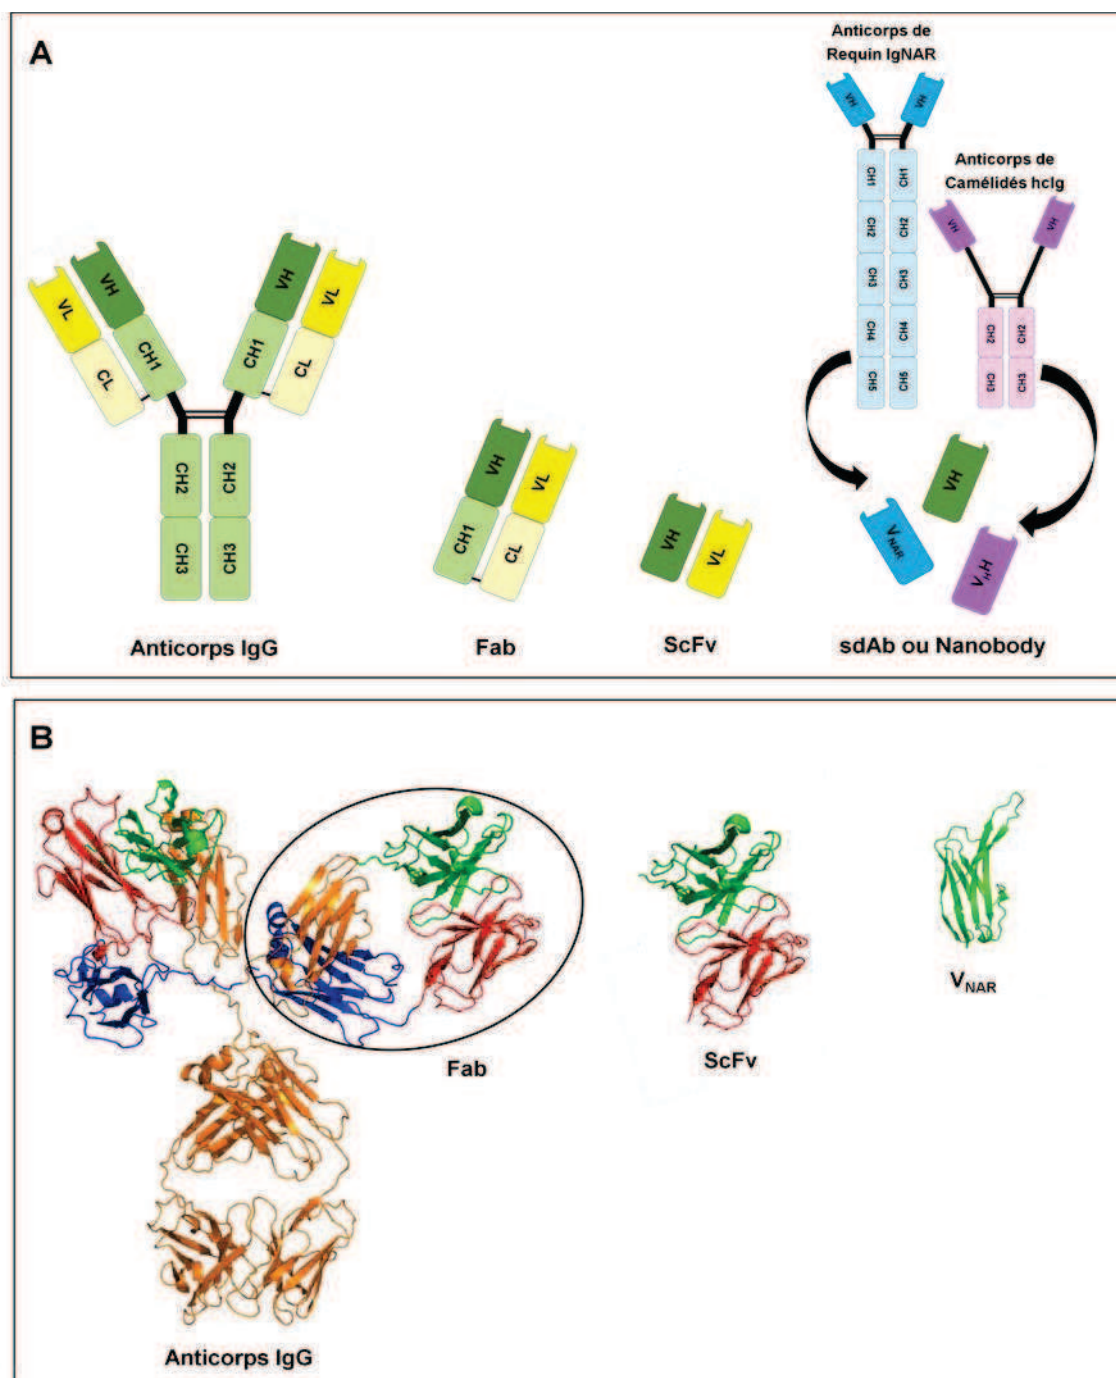 A
Anticorps de
Requin IgNAR
VH
VH
CH1
CH1
CH2
CH2
CH3
CH3
CH4
CH4
CH5
CH5
Anticorps de
Camélidés hcIg
VH
VH
CH2
CH2
CH3
CH3
VL
VH
VH
VL
CL
CH1
CH1
CL
CH2
CH2
CH3
CH3
VH
VL
CH1
CL
VH
VL
VH
VNAR
VHH
Anticorps IgG
Fab
ScFv
sdAb ou Nanobody
B
Fab
ScFv
VNAR
Anticorps IgG